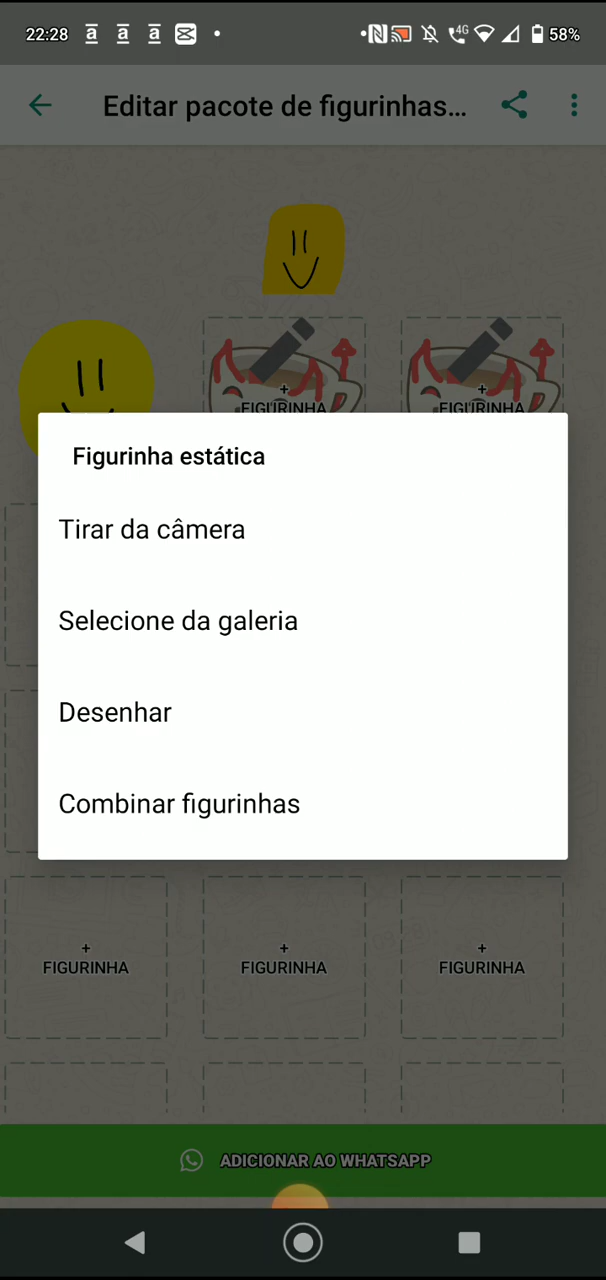 22:28 a a a 4G 58%
Editar pacote de figurinhas...
+ +
FIGURINHA FIGURINHA
Figurinha estática
Tirar da câmera
Selecione da galeria
Desenhar
Combinar figurinhas
+ + +
FIGURINHA FIGURINHA FIGURINHA
ADICIONAR AO WHATSAPP